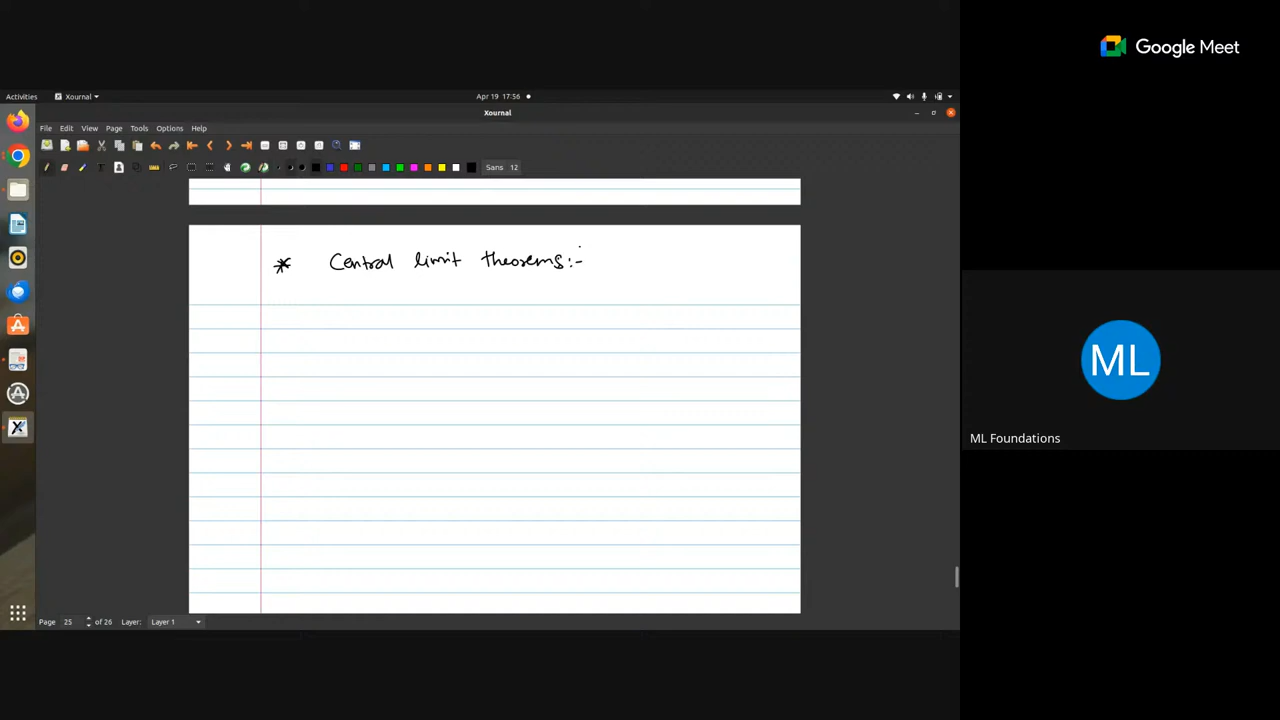 Google Meet
Activities Xournal Apr 19 17:56
Xournal
File Edit View Page Tools Options Help
Sans 12
* Central limit theorems:-
ML
ML Foundations
Page 25 of 26 Layer: Layer 1